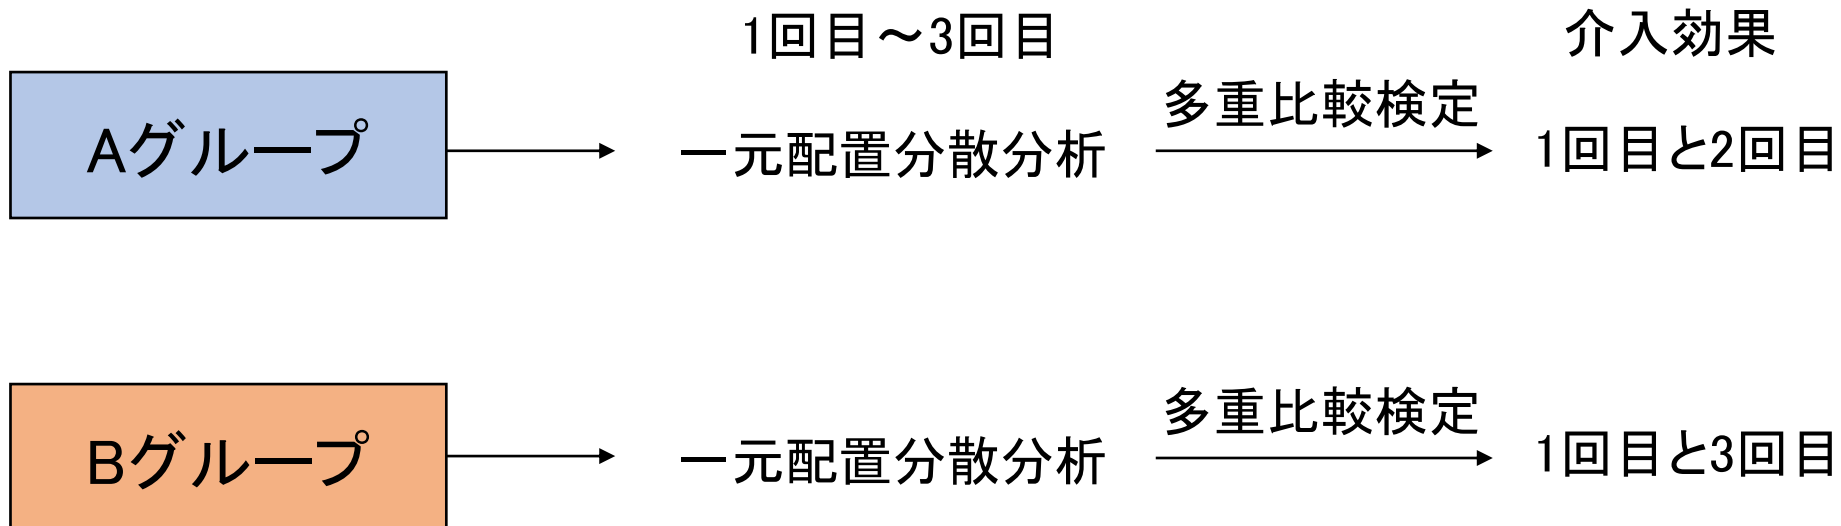 1回目～3回目
介入効果
Aグループ
一元配置分散分析
多重比較検定
1回目と2回目
Bグループ
一元配置分散分析
多重比較検定
1回目と3回目